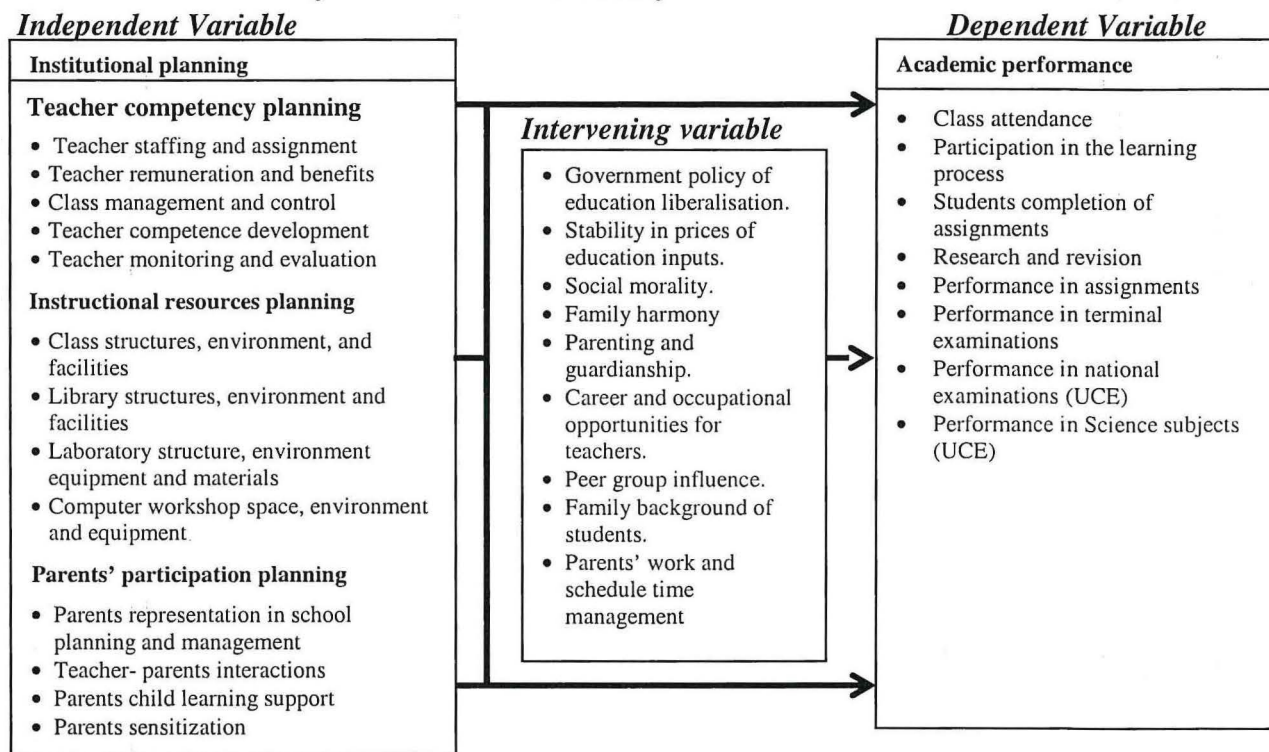 Independent Variable
Institutional planning
Teacher competency planning
• Teacher staffing and assignment
• Teacher remuneration and benefits
• Class management and control
• Teacher competence development
• Teacher monitoring and evaluation
Instructional resources planning
• Class structures, environment, and
facilities
• Library structures, environment and
facilities
• Laboratory structure, environment
equipment and materials
• Computer workshop space, environment
and equipment
Parents' participation planning
• Parents representation in school
planning and management
• Teacher- parents interactions
• Parents child learning support
• Parents sensitization
Intervening variable
• Government policy of
education liberalisation.
• Stability in prices of
education inputs.
• Social morality.
• Family harmony
• Parenting and
guardianship.
• Career and occupational
opportunities for
teachers.
• Peer group influence.
• Family background of
students.
• Parents' work and
schedule time
management
Dependent Variable
Academic performance
• Class attendance
• Participation in the learning
process
• Students completion of
assignments
• Research and revision
• Performance in assignments
• Performance in terminal
examinations
• Performance in national
examinations (UCE)
• Performance in Science subjects
(UCE)